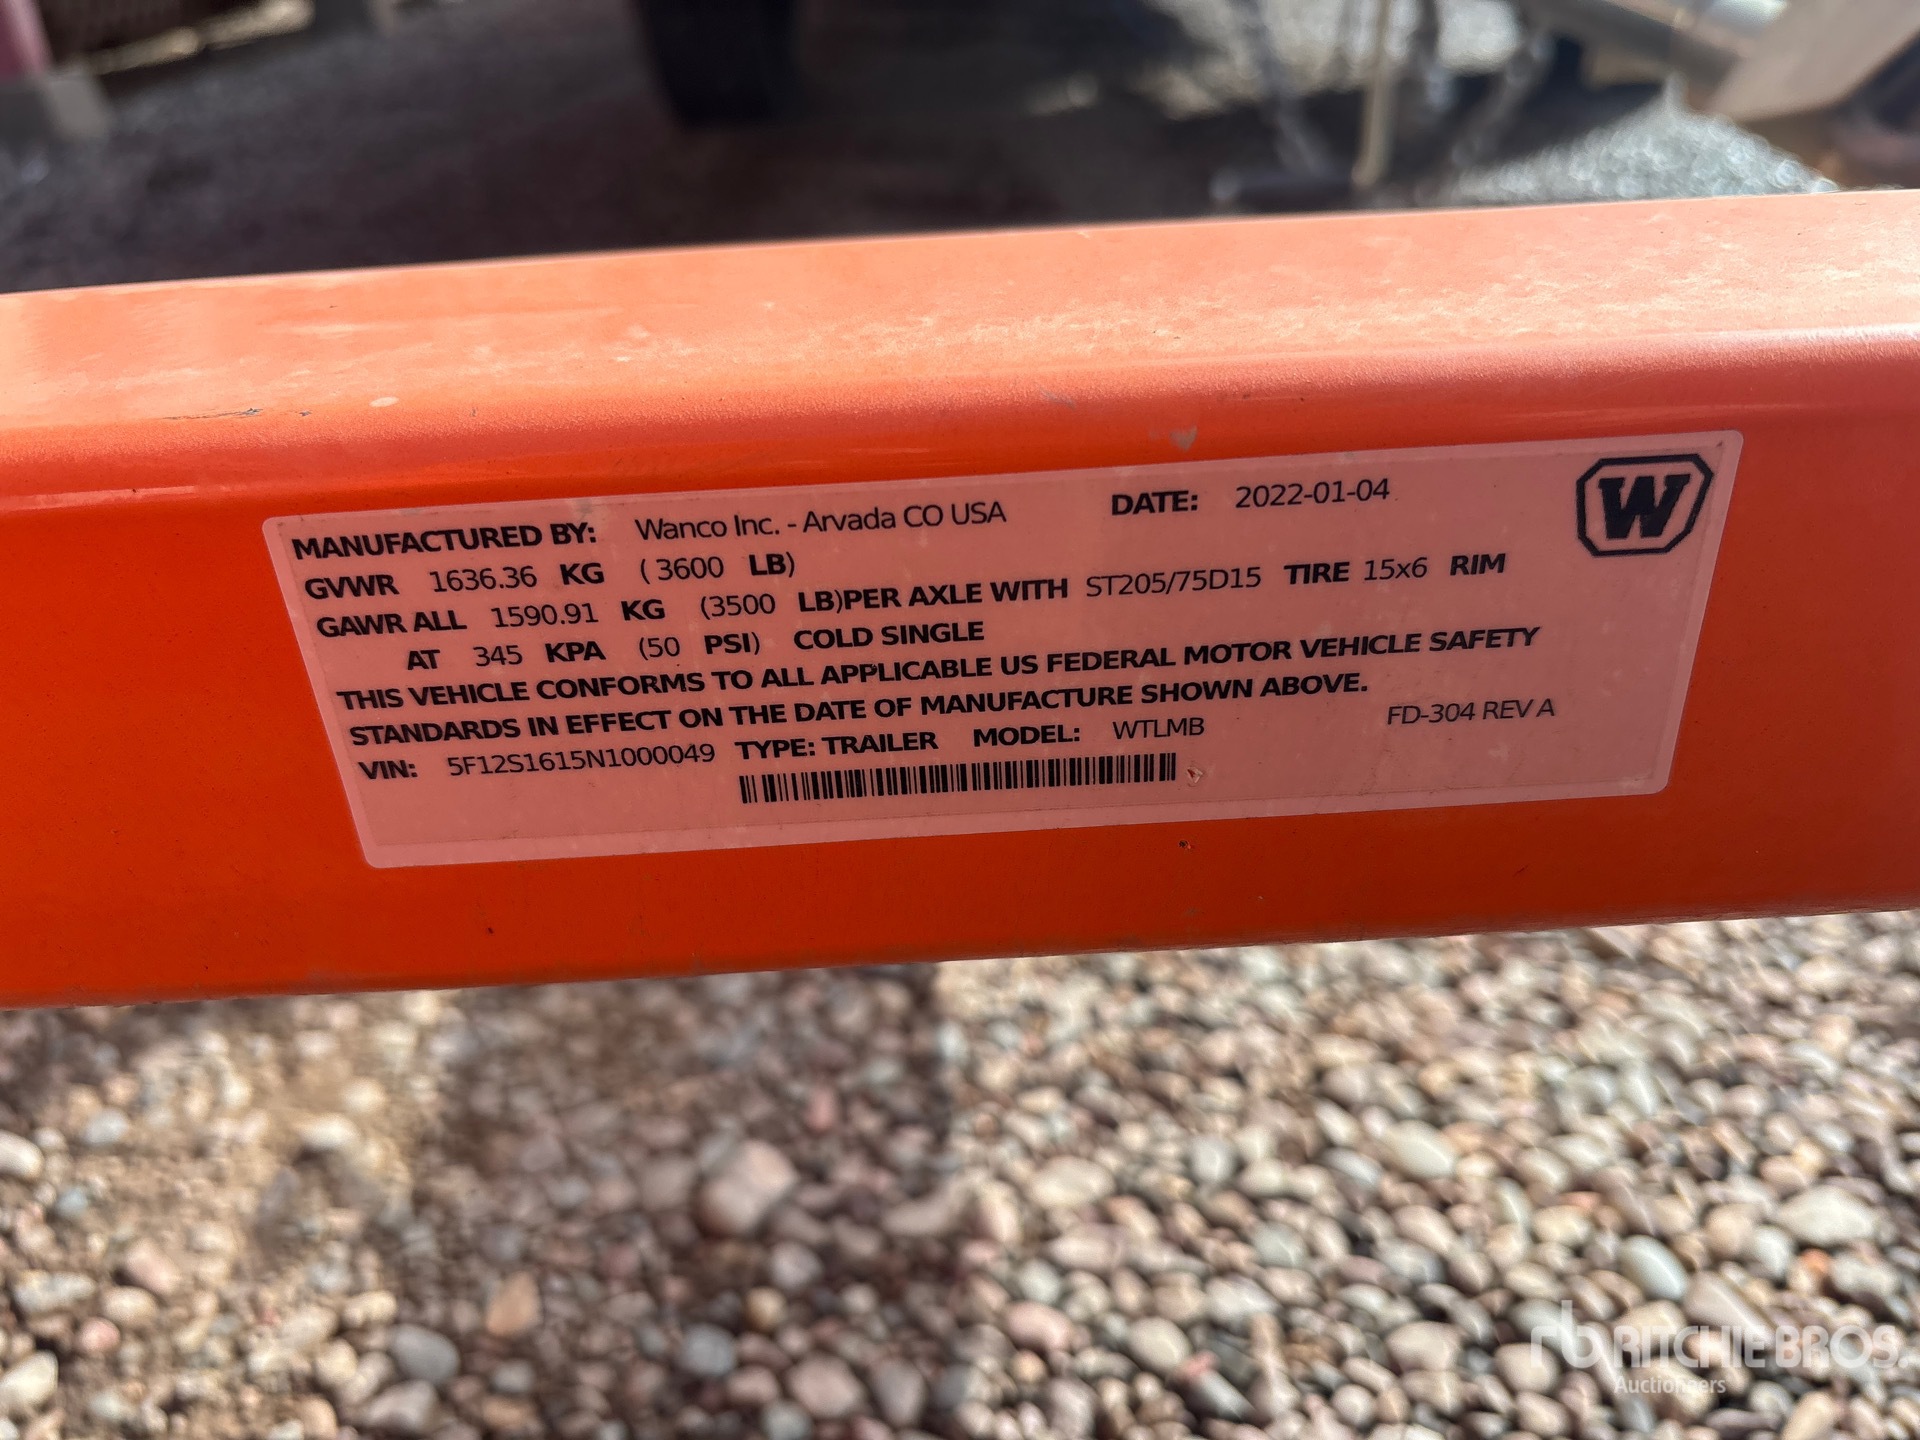 MANUFACTURED BY: Wanco Inc. - Arvada CO USA DATE: 2022-01-04
W
GVWR 1636.36 KG (3600 LB)
GAWR ALL 1590.91 KG (3500 LB)PER AXLE WITH ST205/75D15 TIRE 15x6 RIM
AT 345 KPA (50 PSI) COLD SINGLE
THIS VEHICLE CONFORMS TO ALL APPLICABLE US FEDERAL MOTOR VEHICLE SAFETY
STANDARDS IN EFFECT ON THE DATE OF MANUFACTURE SHOWN ABOVE.
VIN: 5F12S1615N1000049 TYPE: TRAILER MODEL: WTLMB FD-304 REV A
rb RITCHIE BROS.
Auctioneers